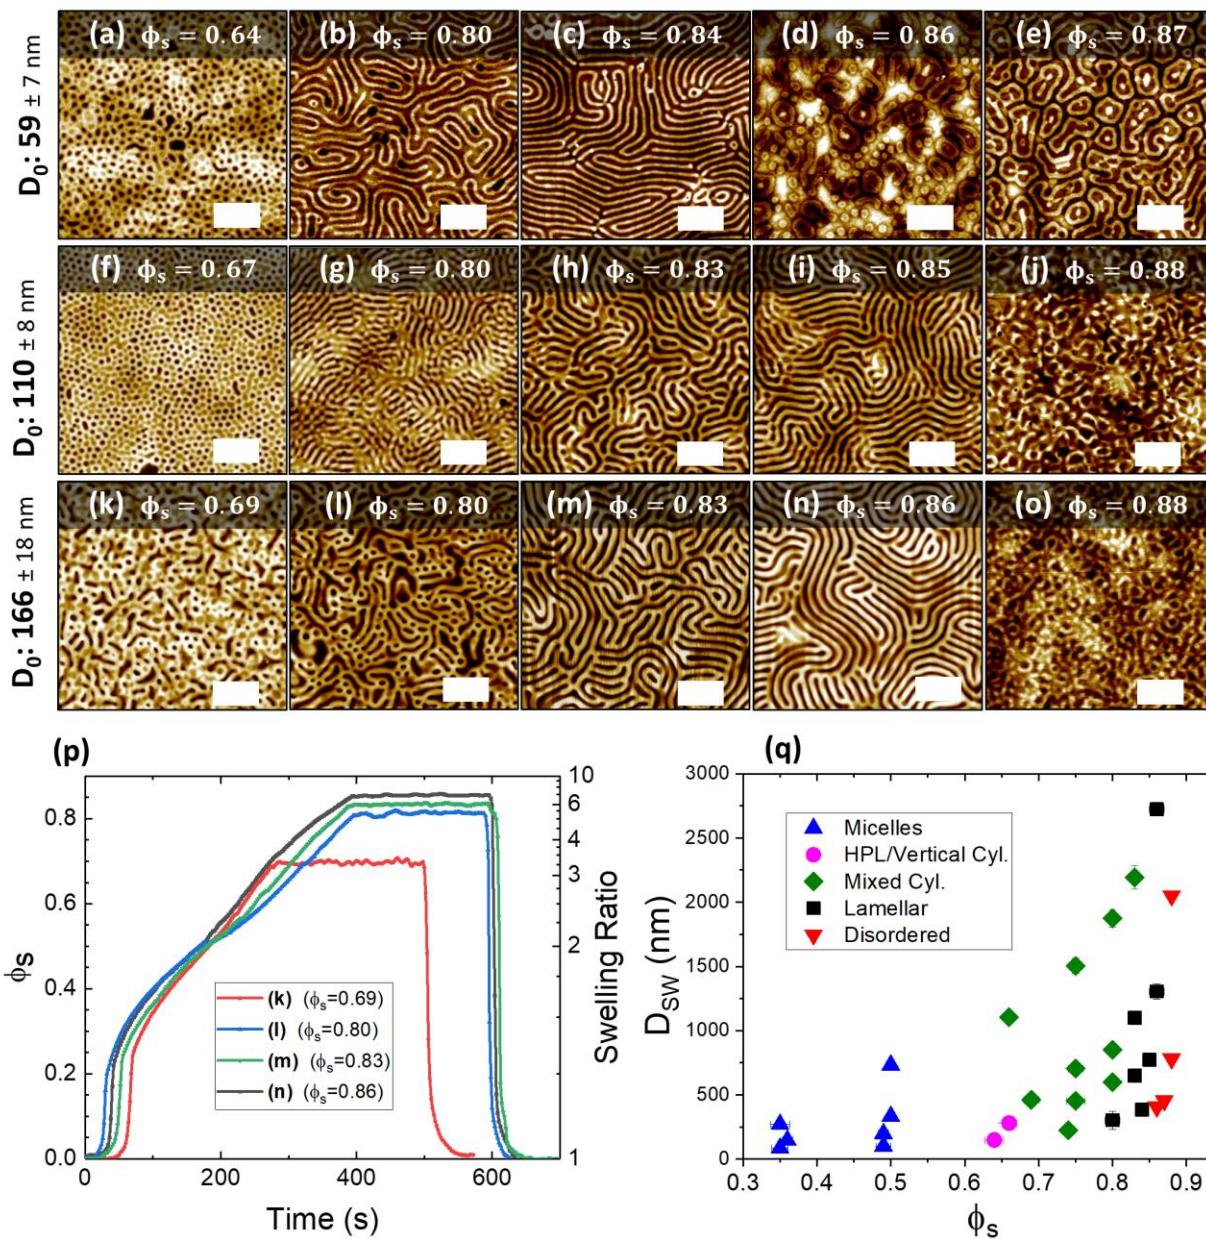 D₀: 59 ± 7 nm
(a) ϕₛ = 0.64
(b) ϕₛ = 0.80
(c) ϕₛ = 0.84
(d) ϕₛ = 0.86
(e) ϕₛ = 0.87
D₀: 110 ± 8 nm
(f) ϕₛ = 0.67
(g) ϕₛ = 0.80
(h) ϕₛ = 0.83
(i) ϕₛ = 0.85
(j) ϕₛ = 0.88
D₀: 166 ± 18 nm
(k) ϕₛ = 0.69
(l) ϕₛ = 0.80
(m) ϕₛ = 0.83
(n) ϕₛ = 0.86
(o) ϕₛ = 0.88
(p)
ϕₛ
0.8
0.6
0.4
0.2
0.0
10
6
5
4
3
2
1
Swelling Ratio
(k) (ϕₛ=0.69)
(l) (ϕₛ=0.80)
(m) (ϕₛ=0.83)
(n) (ϕₛ=0.86)
0 200 400 600
Time (s)
(q)
D_SW (nm)
3000
2500
2000
1500
1000
500
0
Micelles
HPL/Vertical Cyl.
Mixed Cyl.
Lamellar
Disordered
0.3 0.4 0.5 0.6 0.7 0.8 0.9
ϕₛ